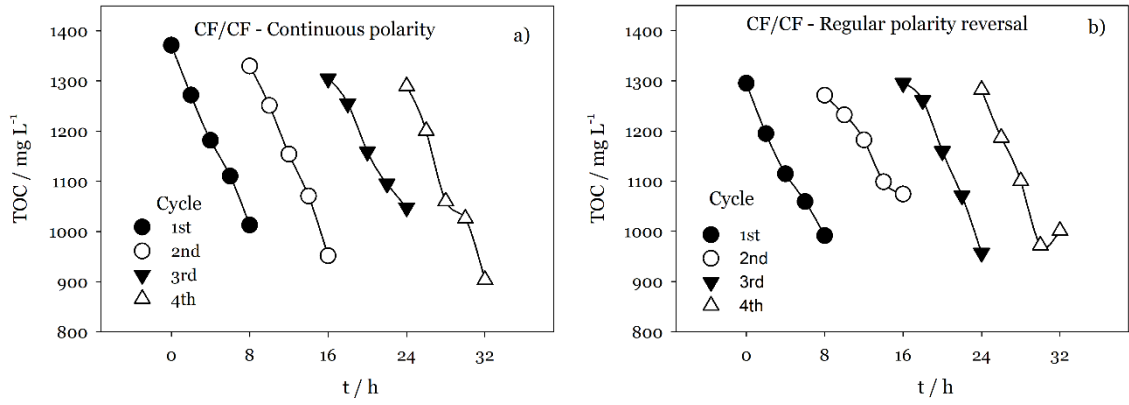 CF/CF - Continuous polarity
a)
1400
1300
1200
1100
1000
900
800
TOC / mg L⁻¹
Cycle
1st
2nd
3rd
4th
0 8 16 24 32
t / h
CF/CF - Regular polarity reversal
b)
1400
1300
1200
1100
1000
900
800
TOC / mg L⁻¹
Cycle
1st
2nd
3rd
4th
0 8 16 24 32
t / h